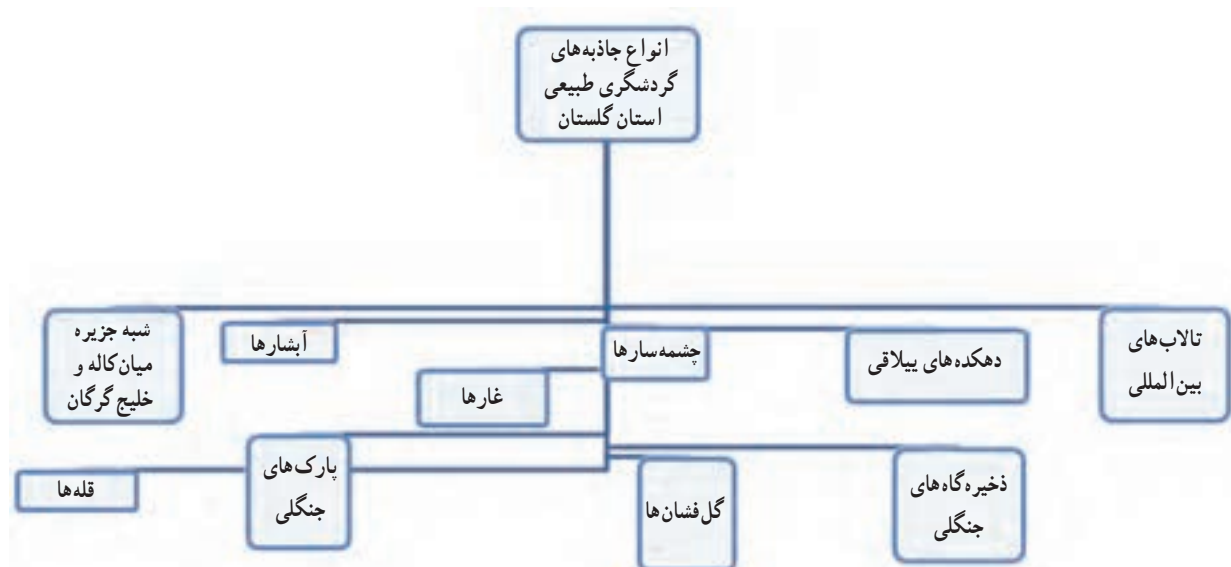 انواع جاذبه‌های
گردشگری طبیعی
استان گلستان
تالاب‌های
بین‌المللی
دهکده‌های ییلاقی
چشمه‌سارها
آبشارها
شبه جزیره
میان‌کاله و
خلیج گرگان
غارها
ذخیره‌گاه‌های
جنگلی
گل‌فشان‌ها
پارک‌های
جنگلی
قله‌ها